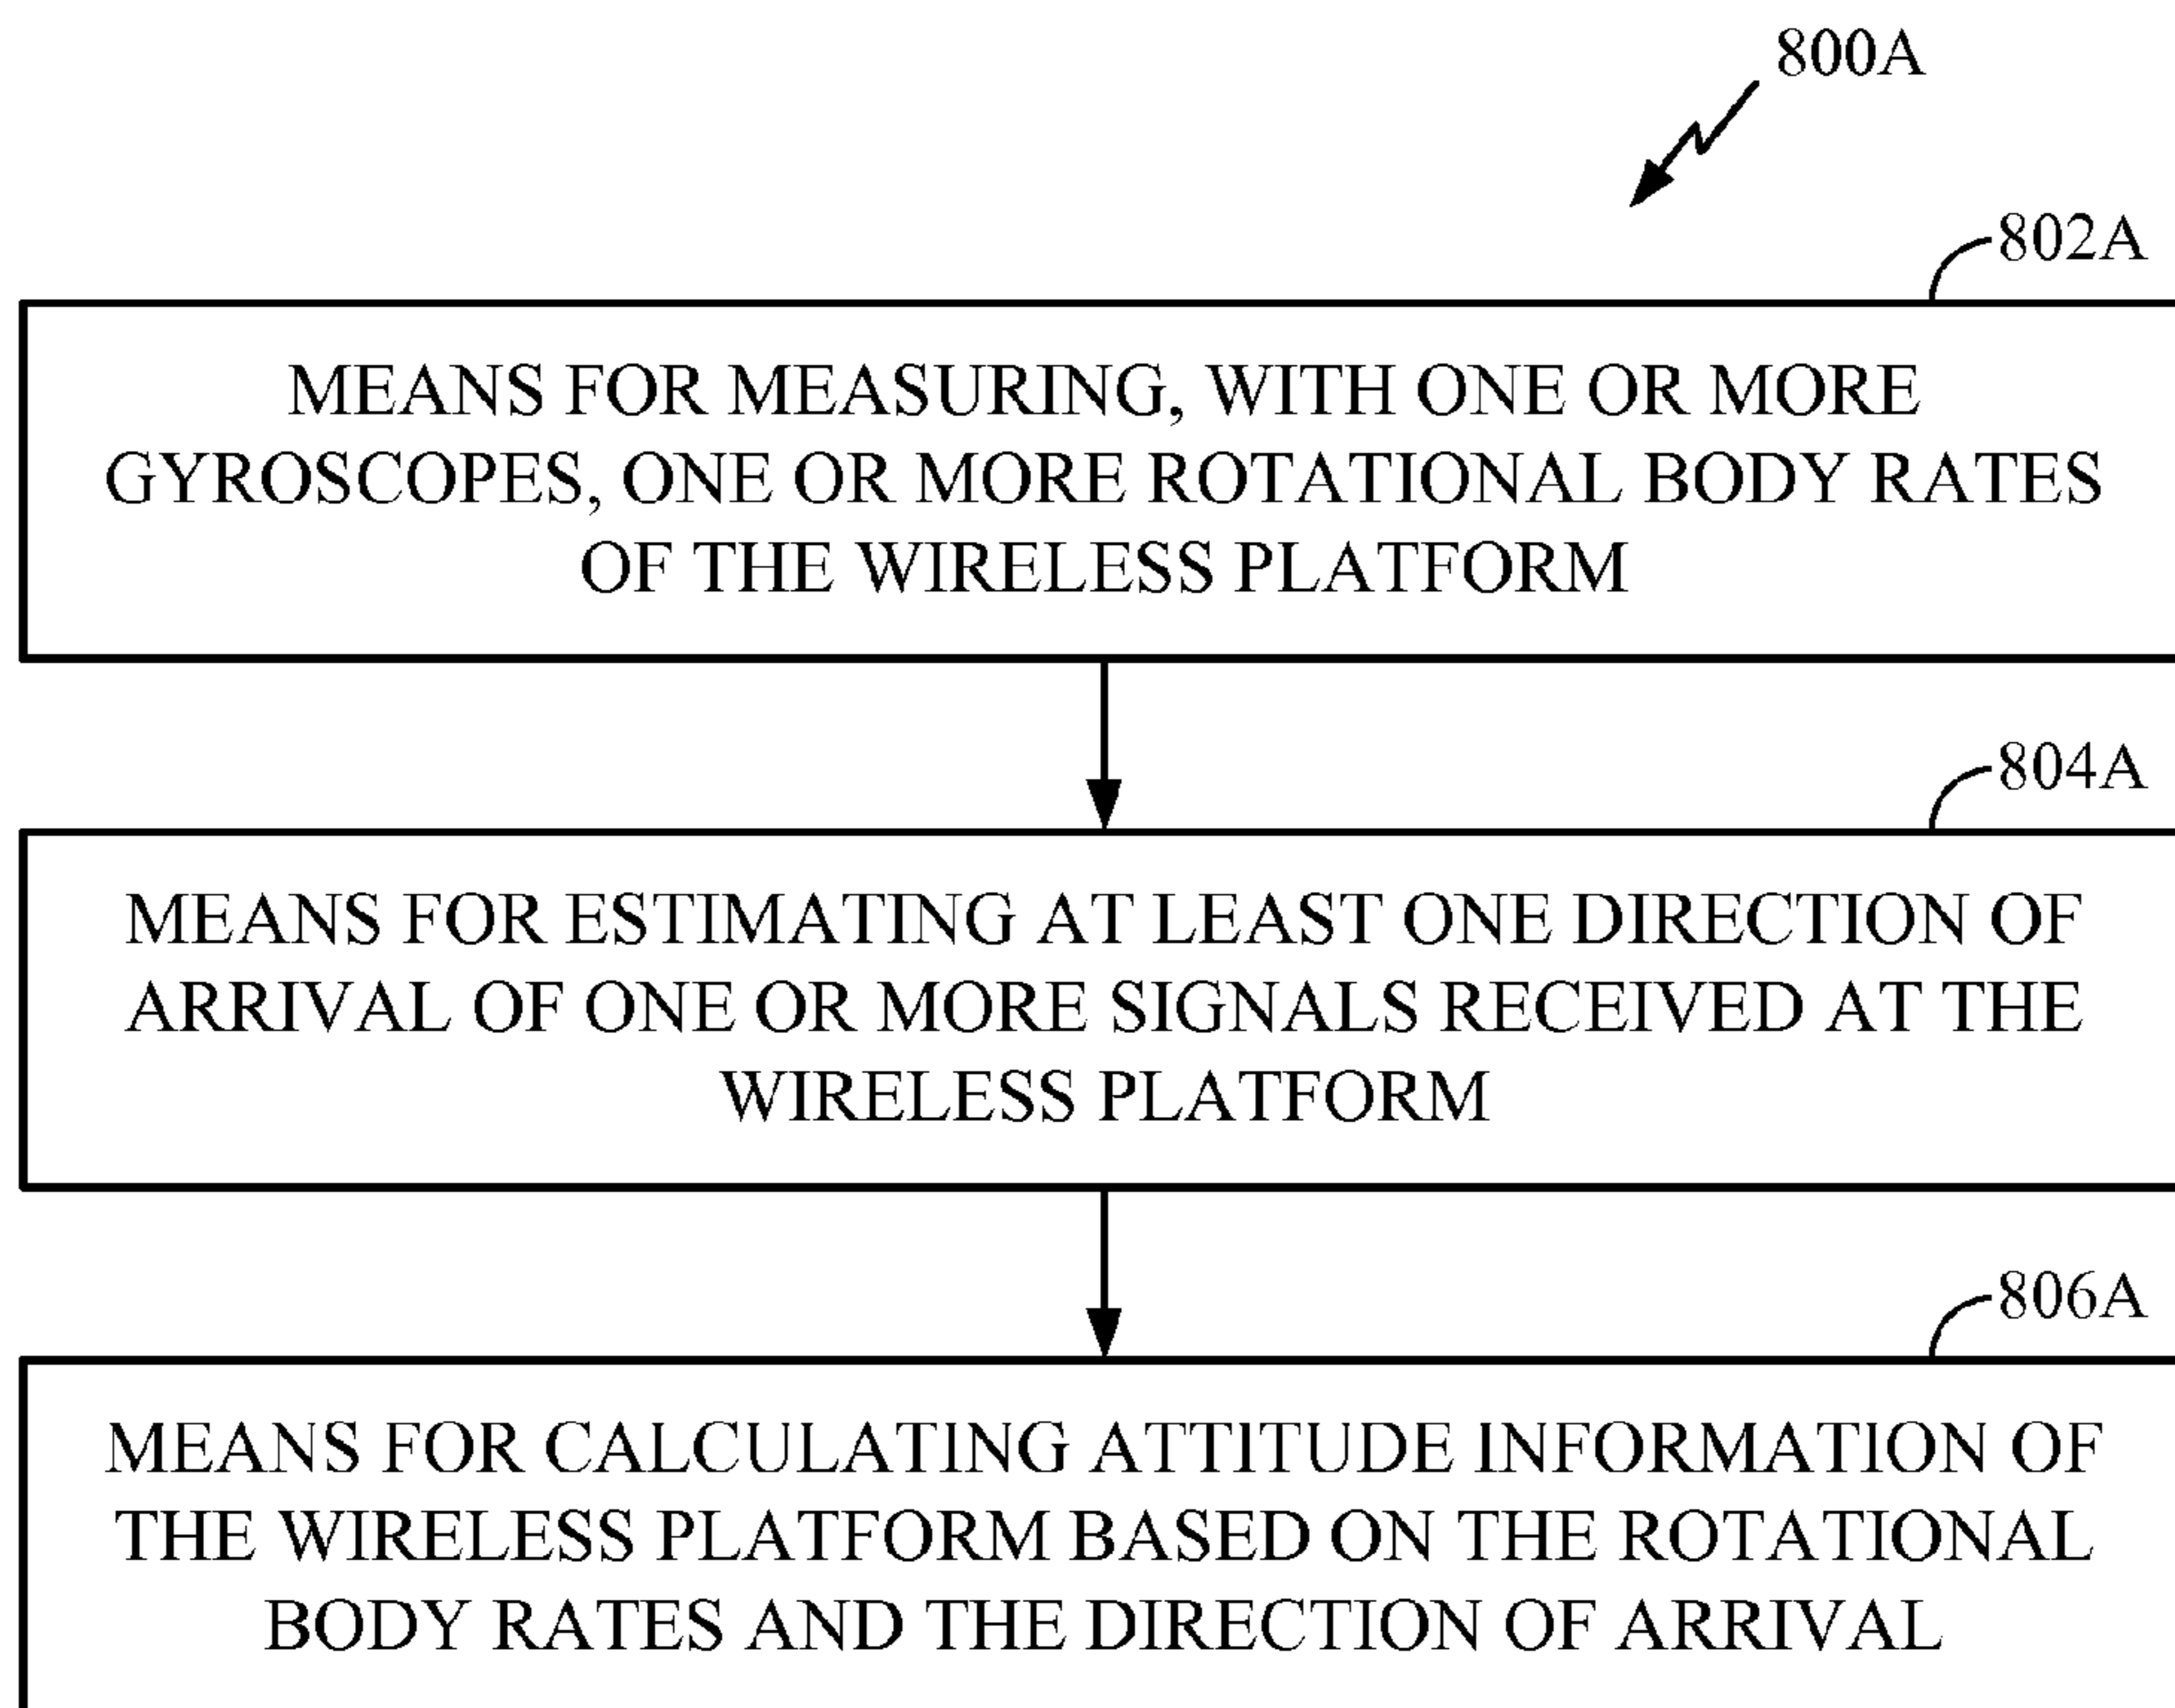 800A
802A
MEANS FOR MEASURING, WITH ONE OR MORE
GYROSCOPES, ONE OR MORE ROTATIONAL BODY RATES
OF THE WIRELESS PLATFORM
804A
MEANS FOR ESTIMATING AT LEAST ONE DIRECTION OF
ARRIVAL OF ONE OR MORE SIGNALS RECEIVED AT THE
WIRELESS PLATFORM
806A
MEANS FOR CALCULATING ATTITUDE INFORMATION OF
THE WIRELESS PLATFORM BASED ON THE ROTATIONAL
BODY RATES AND THE DIRECTION OF ARRIVAL